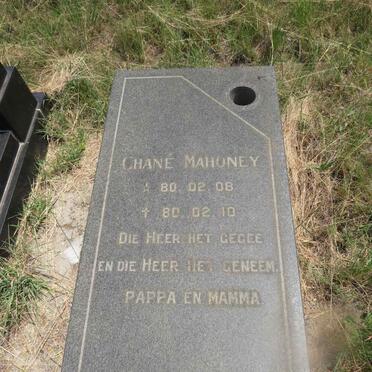 CHANÉ MAHONEY
* 80.02.08
† 80.02.10
DIE HEER HET GEGEE
EN DIE HEER HET GENEEM.
PAPPA EN MAMMA